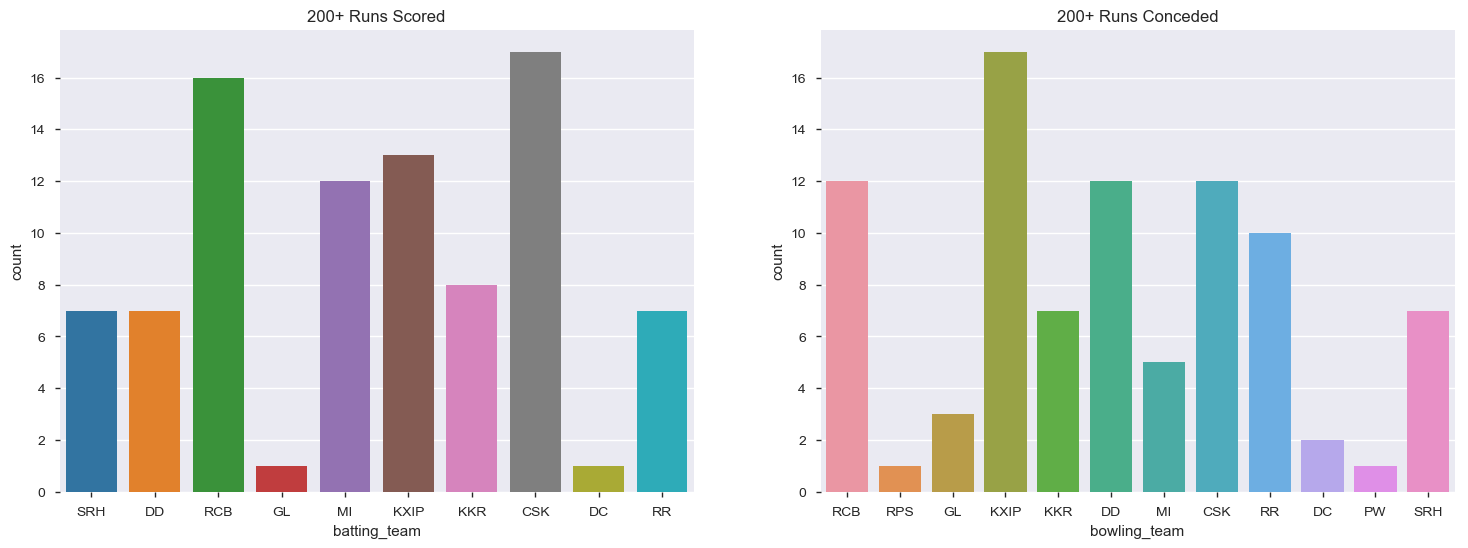 200+ Runs Scored
16
14
12
10
8
6
4
2
0
count
SRH DD RCB GL MI KXIP KKR CSK DC RR
batting_team
200+ Runs Conceded
16
14
12
10
8
6
4
2
0
count
RCB RPS GL KXIP KKR DD MI CSK RR DC PW SRH
bowling_team